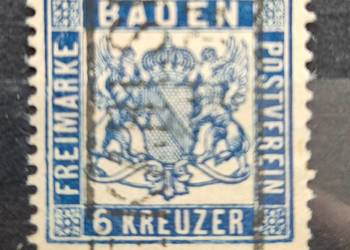 BADEN
FREIMARKE
POSTVEREIN
6 KREUZER